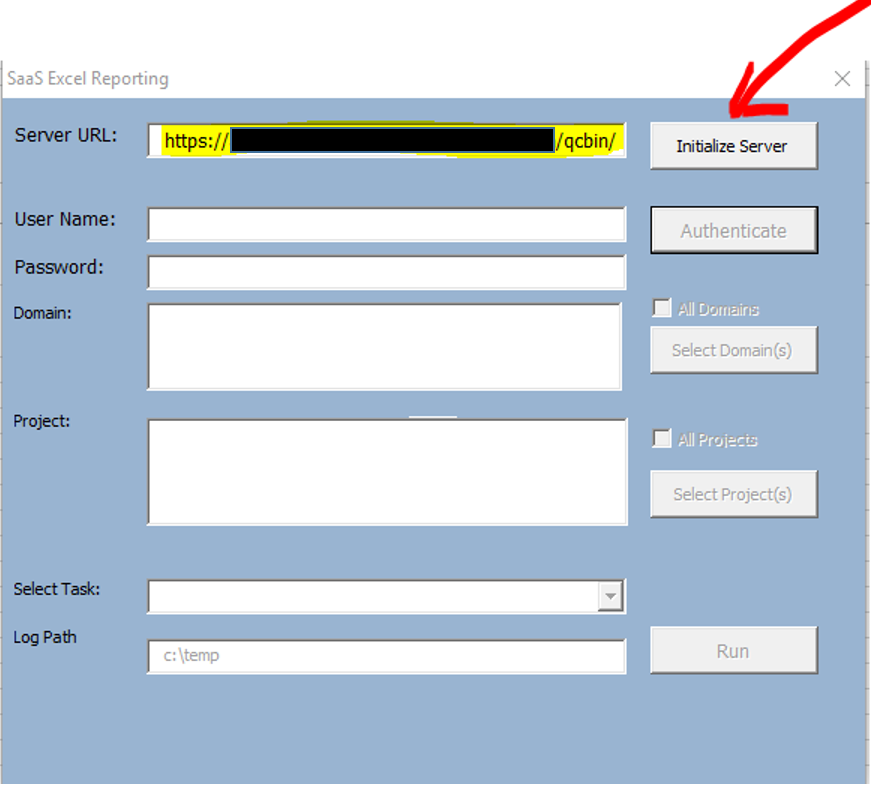 SaaS Excel Reporting
Server URL: https:// /qcbin/ Initialize Server
User Name: Authenticate
Password:
Domain: All Domains
Select Domain(s)
Project: All Projects
Select Project(s)
Select Task:
Log Path c:\temp Run